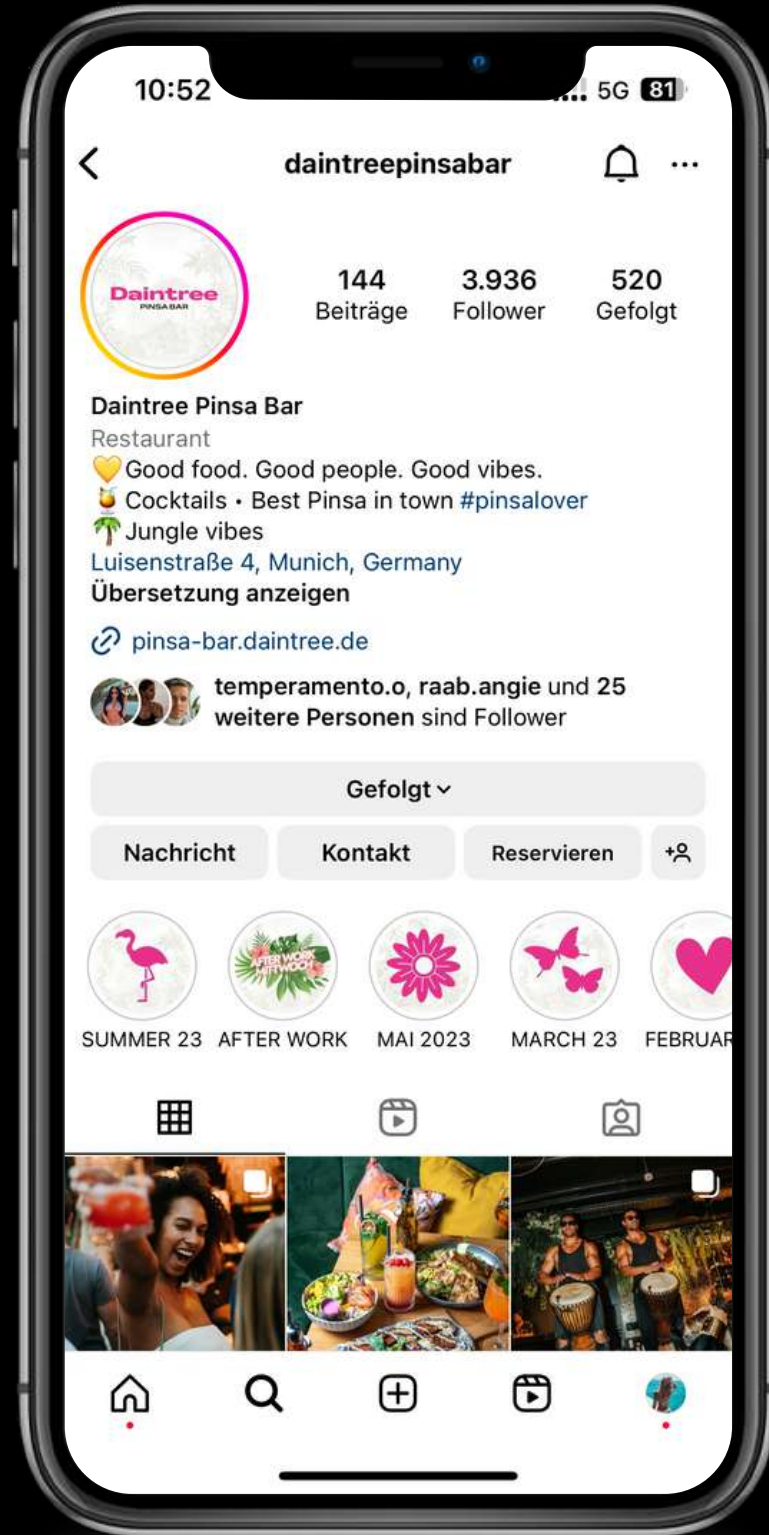 10:52
5G 81
daintreepinsabar
Daintree
PINSA BAR
144
Beiträge
3.936
Follower
520
Gefolgt
Daintree Pinsa Bar
Restaurant
💛Good food. Good people. Good vibes.
🍹Cocktails • Best Pinsa in town #pinsalover
🌴Jungle vibes
Luisenstraße 4, Munich, Germany
Übersetzung anzeigen
pinsa-bar.daintree.de
temperamento.o, raab.angie und 25
weitere Personen sind Follower
Gefolgt
Nachricht
Kontakt
Reservieren
AFTER WORK
MITTWOCH
SUMMER 23
AFTER WORK
MAI 2023
MARCH 23
FEBRUAR